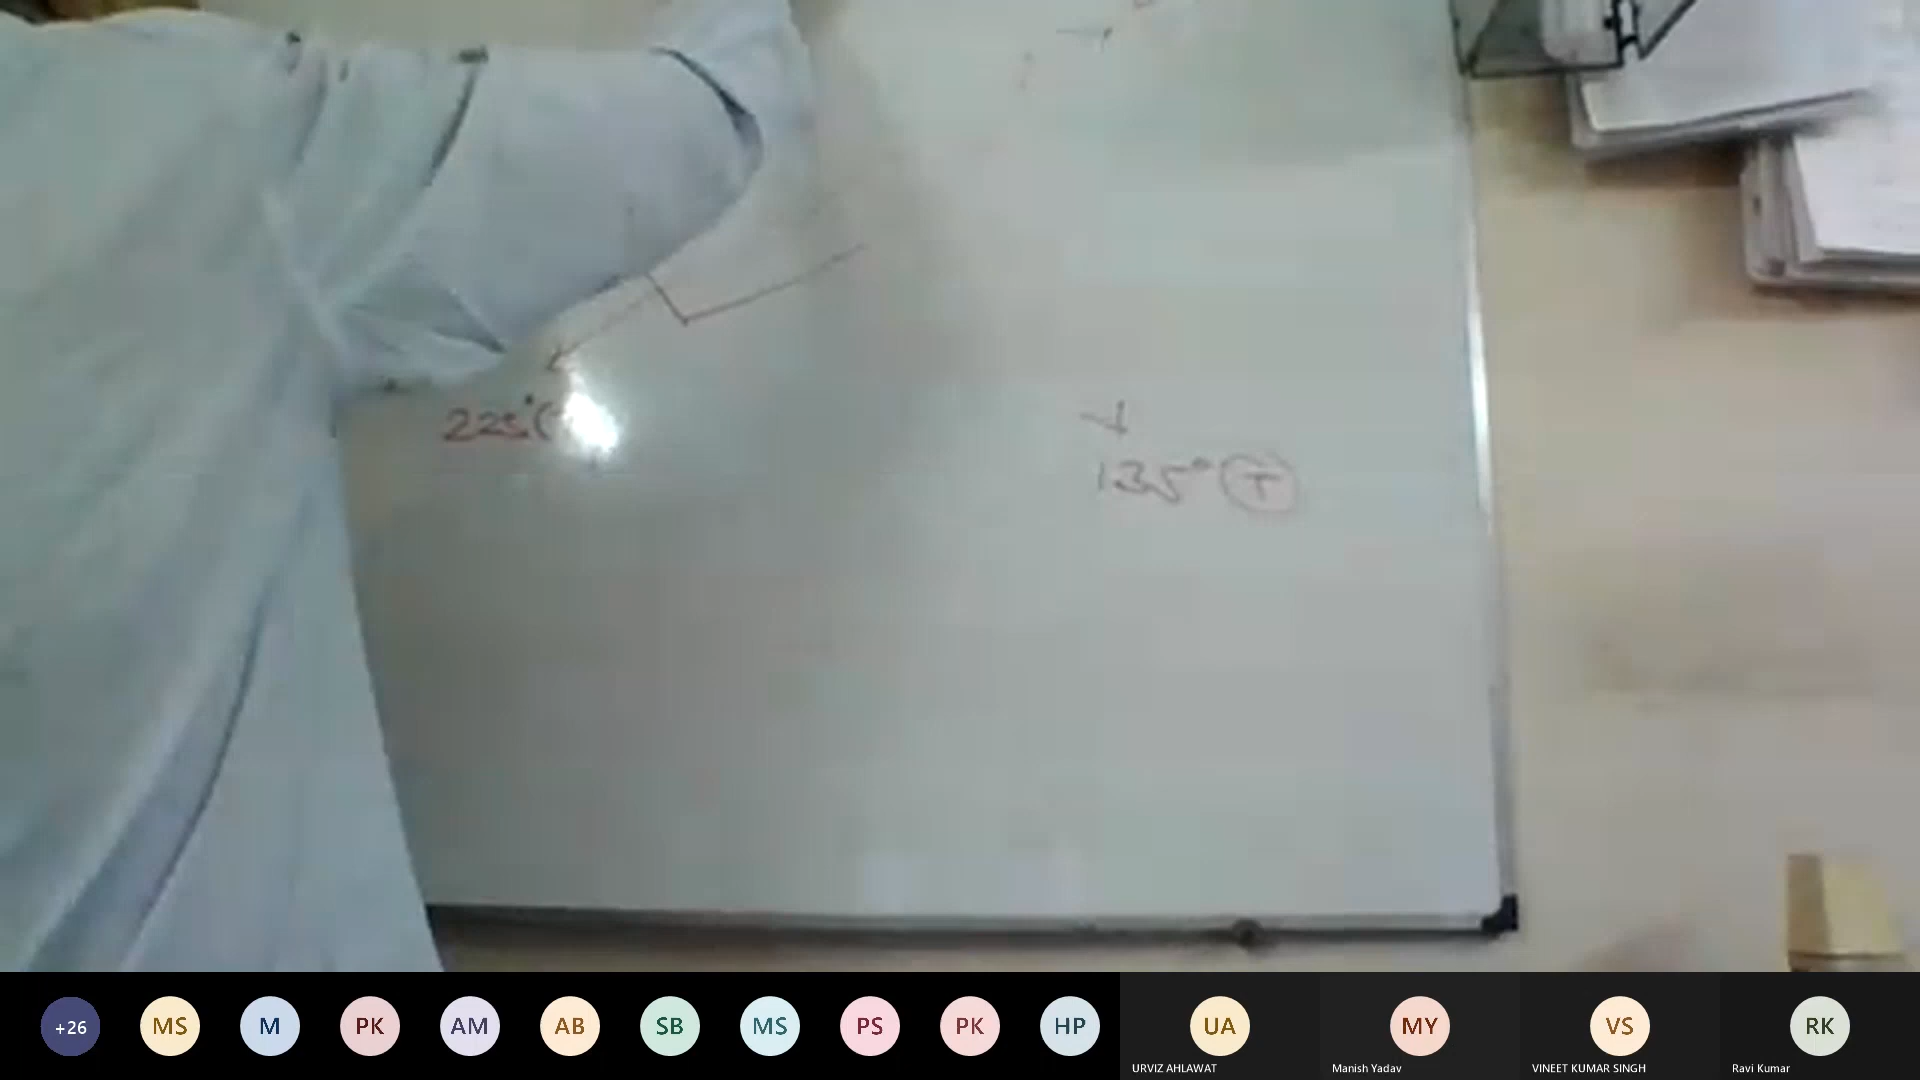 225°(
135° T
+26 MS M PK AM AB SB MS PS PK HP UA MY VS RK
URVIZ AHLAWAT Manish Yadav VINEET KUMAR SINGH Ravi Kumar